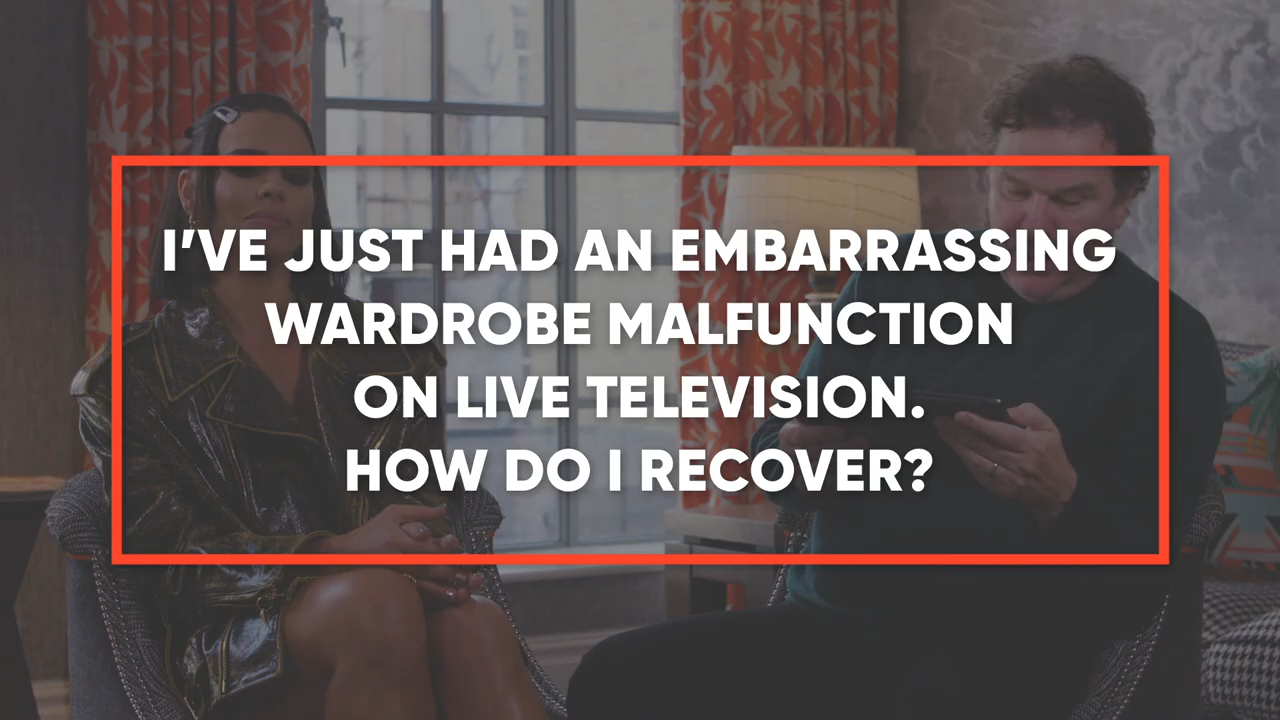 I'VE JUST HAD AN EMBARRASSING
WARDROBE MALFUNCTION
ON LIVE TELEVISION.
HOW DO I RECOVER?